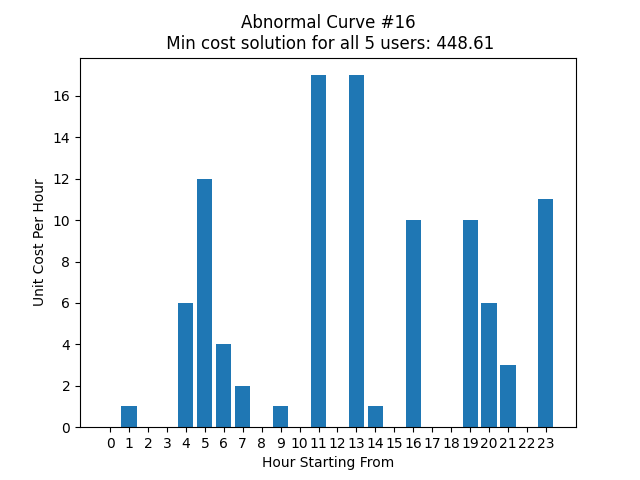 Abnormal Curve #16
Min cost solution for all 5 users: 448.61
Unit Cost Per Hour
16
14
12
10
8
6
4
2
0
0 1 2 3 4 5 6 7 8 9 10 11 12 13 14 15 16 17 18 19 20 21 22 23
Hour Starting From